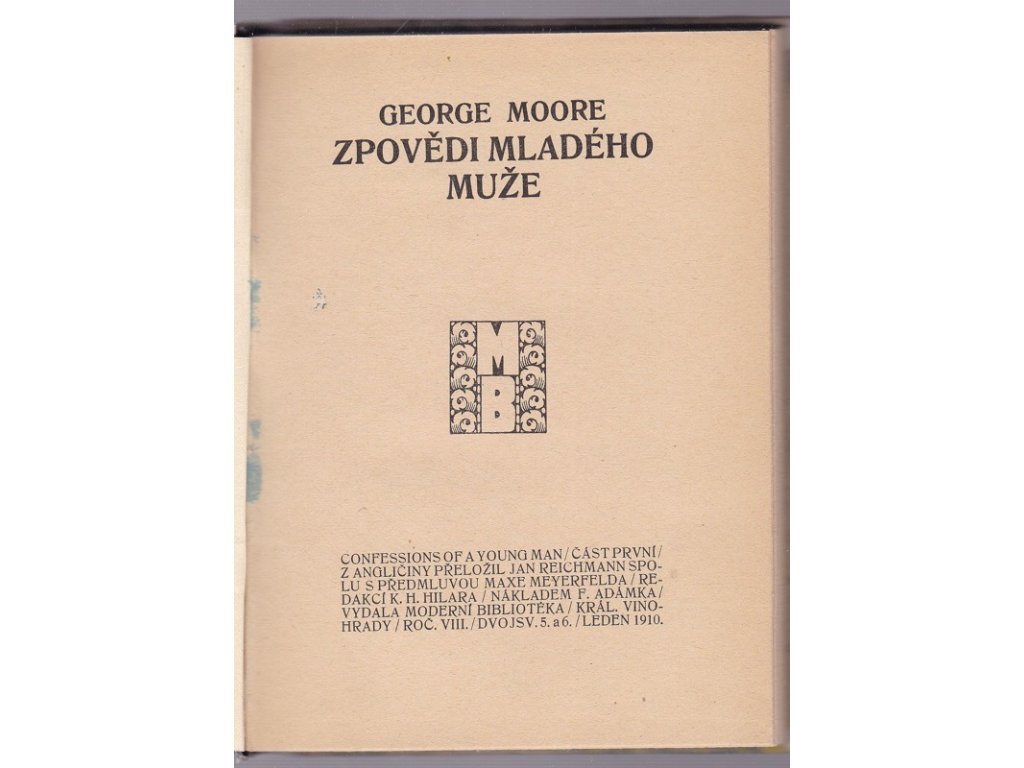 GEORGE MOORE
ZPOVĚDI MLADÉHO
MUŽE
M
B
CONFESSIONS OF A YOUNG MAN / ČÁST PRVNÍ /
Z ANGLIČINY PŘELOŽIL JAN REICHMANN SPO-
LU S PŘEDMLUVOU MAXE MEYERFELDA / RE-
DAKCÍ K. H. HILARA / NÁKLADEM F. ADÁMKA /
VYDALA MODERNÍ BIBLIOTÉKA / KRÁL. VINO-
HRADY / ROČ. VIII. / DVOJSV. 5. a 6. / LEDEN 1910.